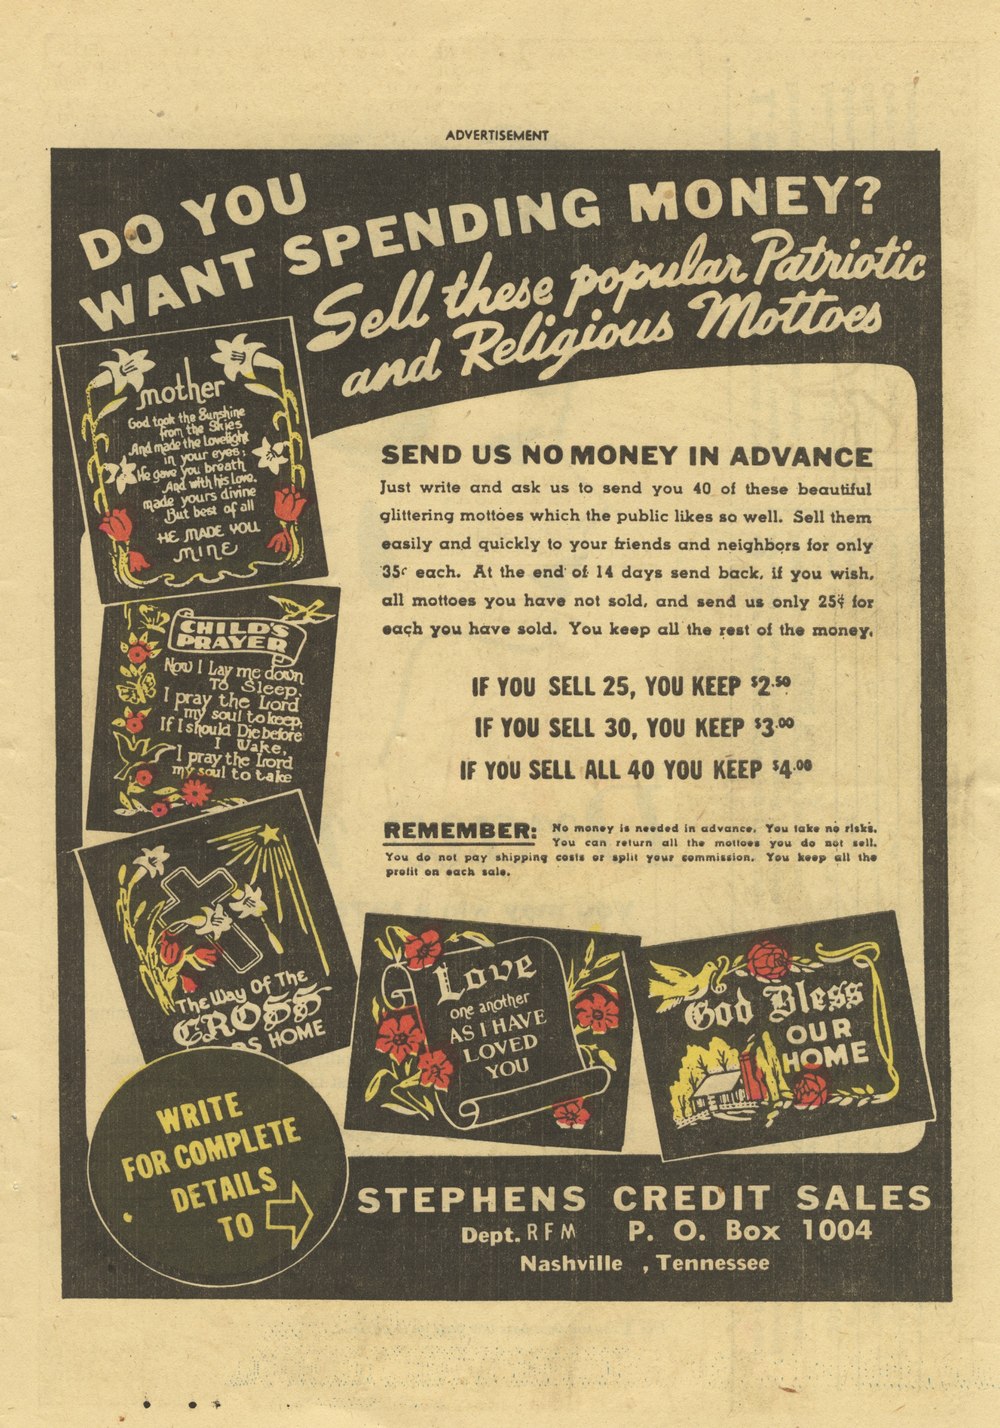 ADVERTISEMENT
DO YOU
WANT SPENDING MONEY?
Sell these popular Patriotic
and Religious Mottoes
mother
God took the Sunshine
from the Skies
And made the Lovelight
in your eyes;
He gave you breath
And with his Love,
made yours divine
But best of all
HE MADE YOU
MINE
CHILD'S
PRAYER
Now I Lay me down
To Sleep,
I pray the Lord
my soul to keep,
If I should Die before
I Wake,
I pray the Lord
my soul to take
The Way Of The
CROSS
HOME
SEND US NO MONEY IN ADVANCE
Just write and ask us to send you 40 of these beautiful
glittering mottoes which the public likes so well. Sell them
easily and quickly to your friends and neighbors for only
35¢ each. At the end of 14 days send back, if you wish,
all mottoes you have not sold, and send us only 25¢ for
each you have sold. You keep all the rest of the money.
IF YOU SELL 25, YOU KEEP $2.50
IF YOU SELL 30, YOU KEEP $3.00
IF YOU SELL ALL 40 YOU KEEP $4.00
REMEMBER: No money is needed in advance. You take no risks.
You can return all the mottoes you do not sell.
You do not pay shipping costs or split your commission. You keep all the
profit on each sale.
Love
one another
AS I HAVE
LOVED
YOU
God Bless
OUR
HOME
WRITE
FOR COMPLETE
DETAILS
TO
STEPHENS CREDIT SALES
Dept. RFM P. O. Box 1004
Nashville , Tennessee